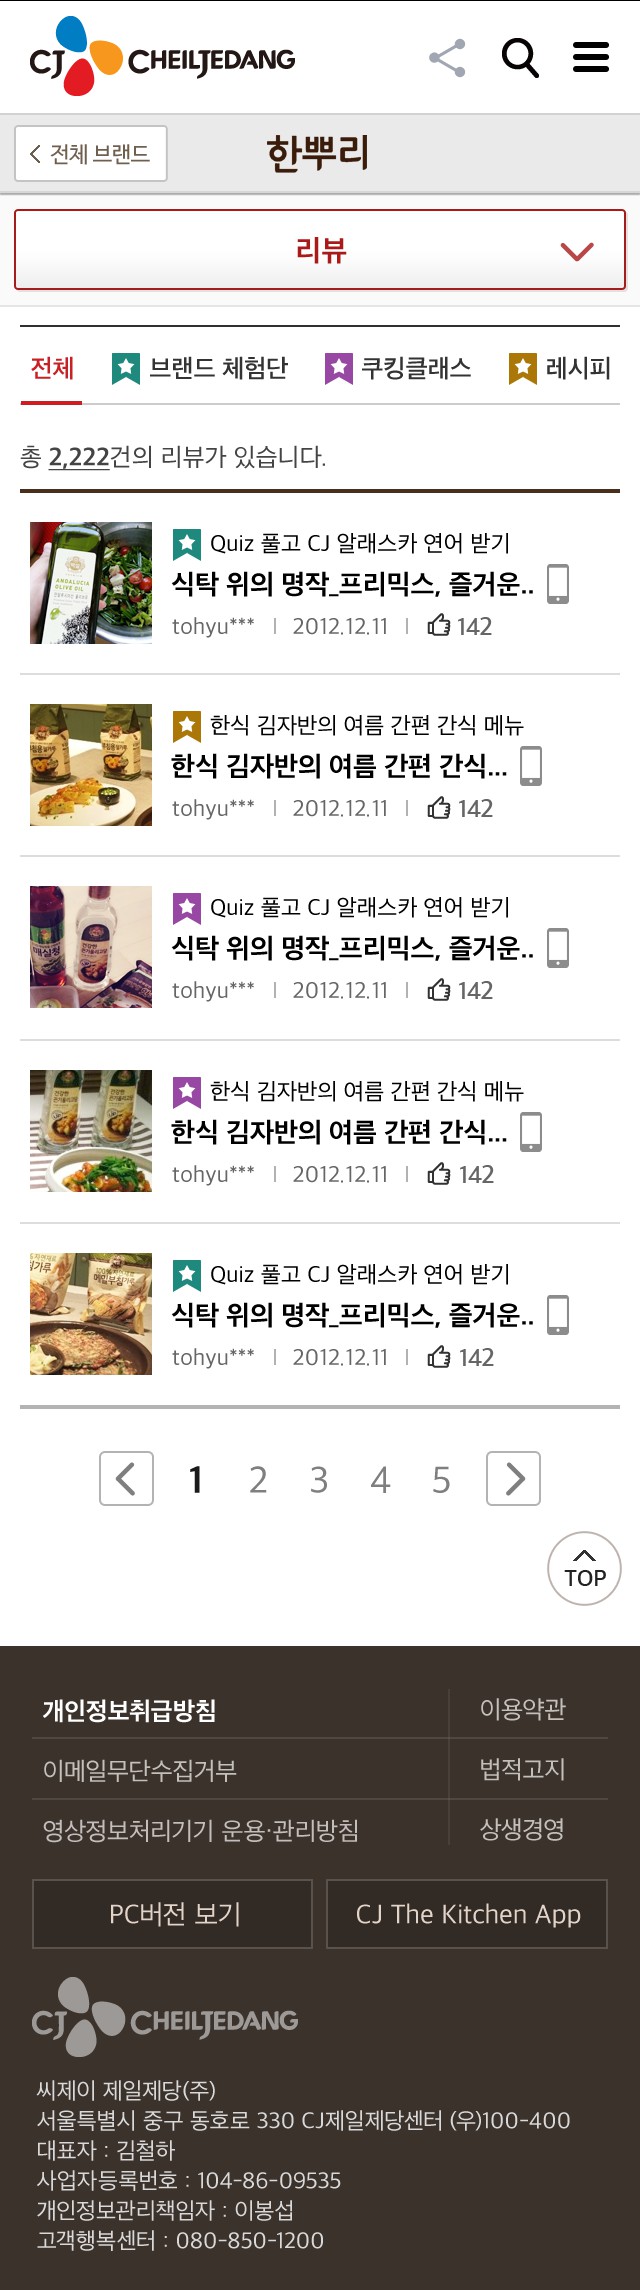 CJ CHEILJEDANG
전체 브랜드
한뿌리
리뷰
전체 브랜드 체험단 쿠킹클래스 레시피
총 2,222건의 리뷰가 있습니다.
ANDALUCIA
OLIVE OIL
Quiz 풀고 CJ 알래스카 연어 받기
식탁 위의 명작_프리믹스, 즐거운..
tohyu*** | 2012.12.11 | 142
한식 김자반의 여름 간편 간식 메뉴
한식 김자반의 여름 간편 간식...
tohyu*** | 2012.12.11 | 142
매실청
Quiz 풀고 CJ 알래스카 연어 받기
식탁 위의 명작_프리믹스, 즐거운..
tohyu*** | 2012.12.11 | 142
한식 김자반의 여름 간편 간식 메뉴
한식 김자반의 여름 간편 간식...
tohyu*** | 2012.12.11 | 142
메밀부침가루
Quiz 풀고 CJ 알래스카 연어 받기
식탁 위의 명작_프리믹스, 즐거운..
tohyu*** | 2012.12.11 | 142
1 2 3 4 5
TOP
개인정보취급방침 이용약관
이메일무단수집거부 법적고지
영상정보처리기기 운용·관리방침 상생경영
PC버전 보기 CJ The Kitchen App
CJ CHEILJEDANG
씨제이 제일제당(주)
서울특별시 중구 동호로 330 CJ제일제당센터 (우)100-400
대표자 : 김철하
사업자등록번호 : 104-86-09535
개인정보관리책임자 : 이봉섭
고객행복센터 : 080-850-1200